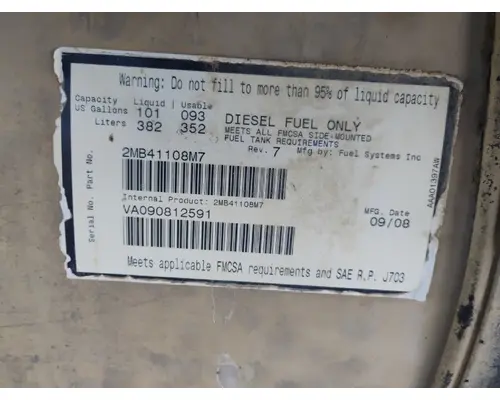 Warning: Do not fill to more than 95% of liquid capacity
Capacity Liquid | Usable
US Gallons 101 093
Liters 382 352
DIESEL FUEL ONLY
MEETS ALL FMCSA SIDE-MOUNTED
FUEL TANK REQUIREMENTS
Rev. 7 Mfg by: Fuel Systems Inc
Part No.
2MB41108M7
Internal Product: 2MB41108M7
Serial No.
VA090812591
MFG. Date
09/08
AAA01397AW
Meets applicable FMCSA requirements and SAE R.P. J703